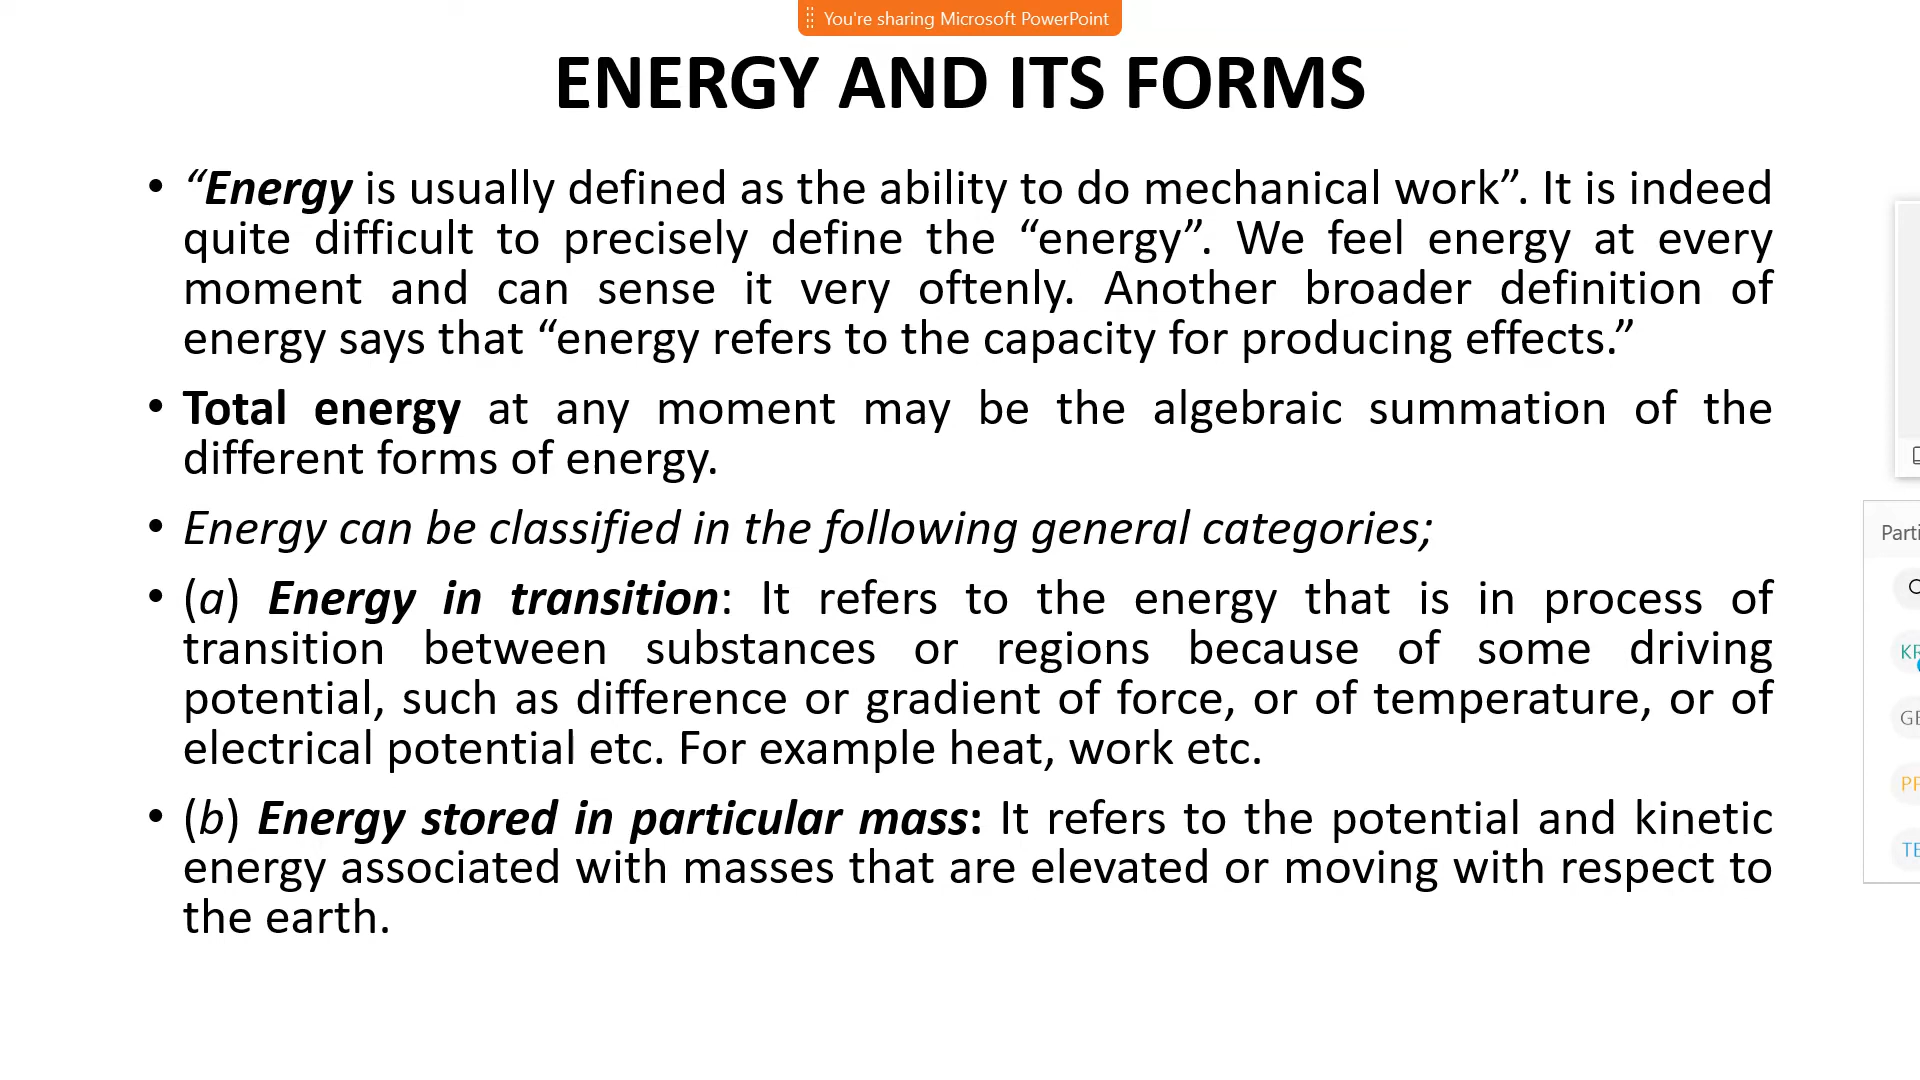 You're sharing Microsoft PowerPoint
ENERGY AND ITS FORMS
• “Energy is usually defined as the ability to do mechanical work”. It is indeed
quite difficult to precisely define the “energy”. We feel energy at every
moment and can sense it very oftenly. Another broader definition of
energy says that “energy refers to the capacity for producing effects.”
• Total energy at any moment may be the algebraic summation of the
different forms of energy.
• Energy can be classified in the following general categories;
• (a) Energy in transition: It refers to the energy that is in process of
transition between substances or regions because of some driving
potential, such as difference or gradient of force, or of temperature, or of
electrical potential etc. For example heat, work etc.
• (b) Energy stored in particular mass: It refers to the potential and kinetic
energy associated with masses that are elevated or moving with respect to
the earth.
Parti
KR
GE
PP
TE